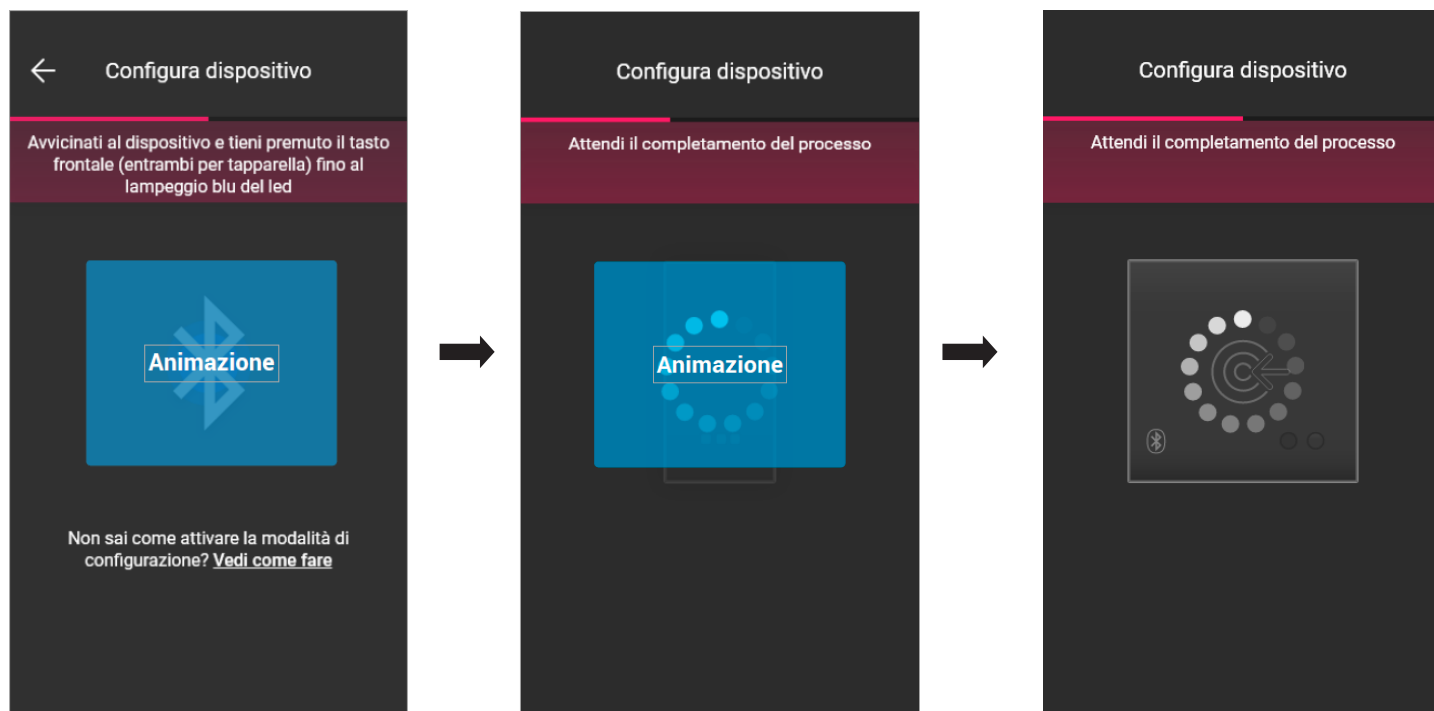 Configura dispositivo
Avvicinati al dispositivo e tieni premuto il tasto
frontale (entrambi per tapparella) fino al
lampeggio blu del led
Animazione
Non sai come attivare la modalità di
configurazione? Vedi come fare
Configura dispositivo
Attendi il completamento del processo
Animazione
Configura dispositivo
Attendi il completamento del processo